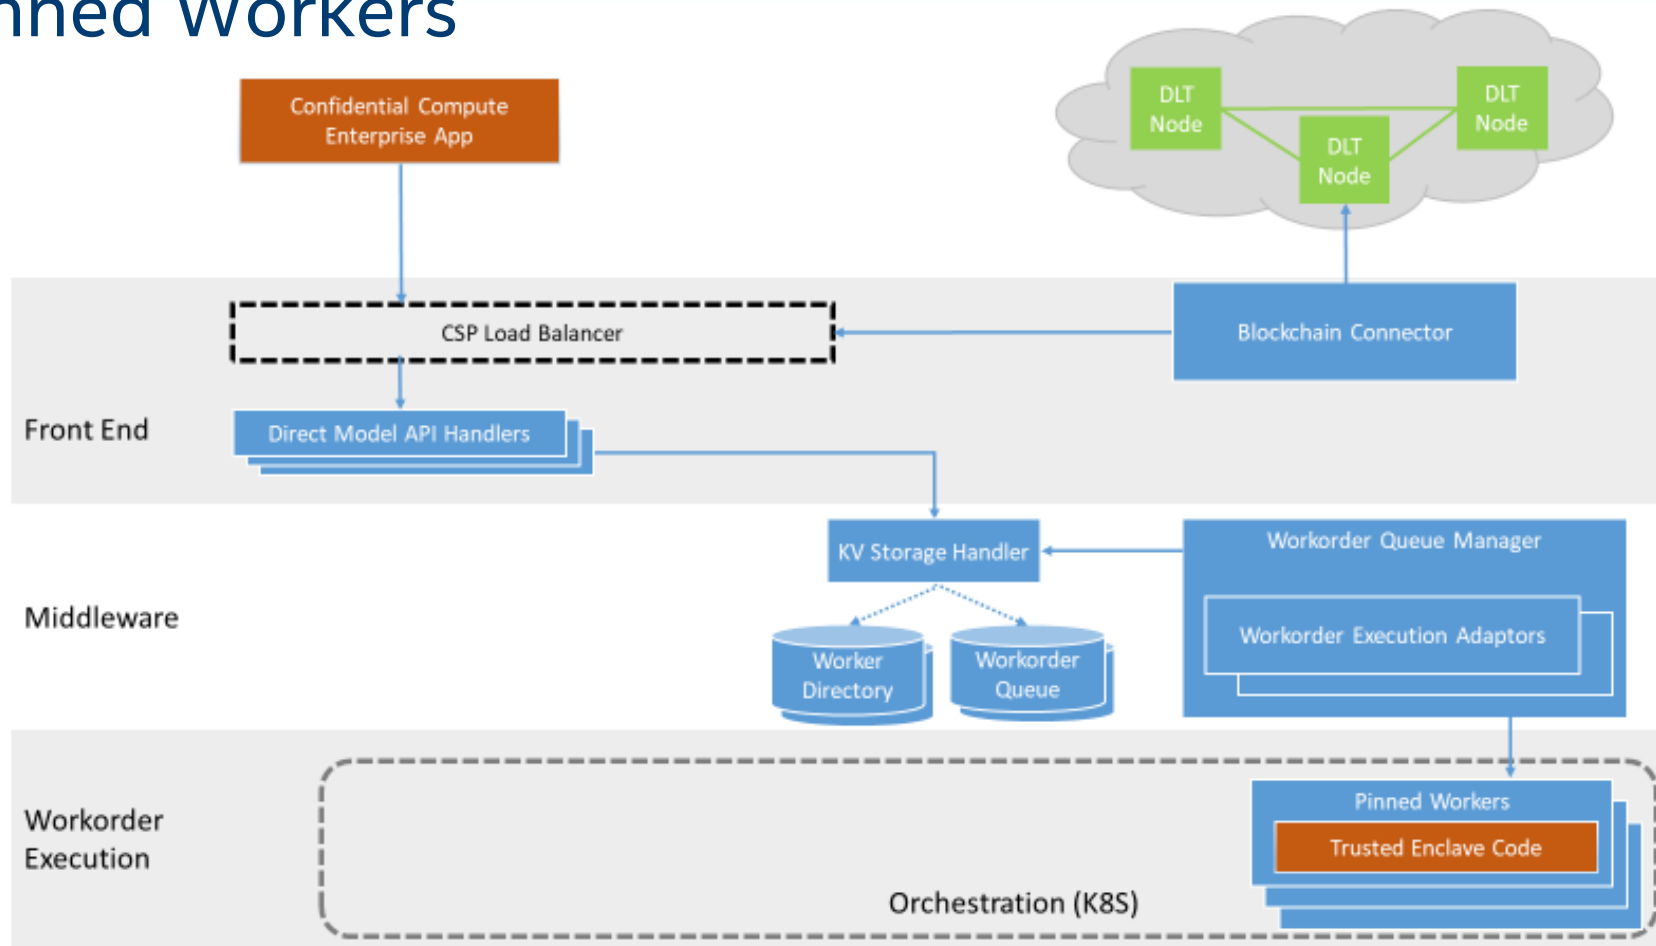 nned Workers
Confidential Compute
Enterprise App
DLT
Node
DLT
Node
DLT
Node
CSP Load Balancer
Blockchain Connector
Front End
Direct Model API Handlers
KV Storage Handler
Workorder Queue Manager
Workorder Execution Adaptors
Middleware
Worker
Directory
Workorder
Queue
Workorder
Execution
Pinned Workers
Trusted Enclave Code
Orchestration (K8S)